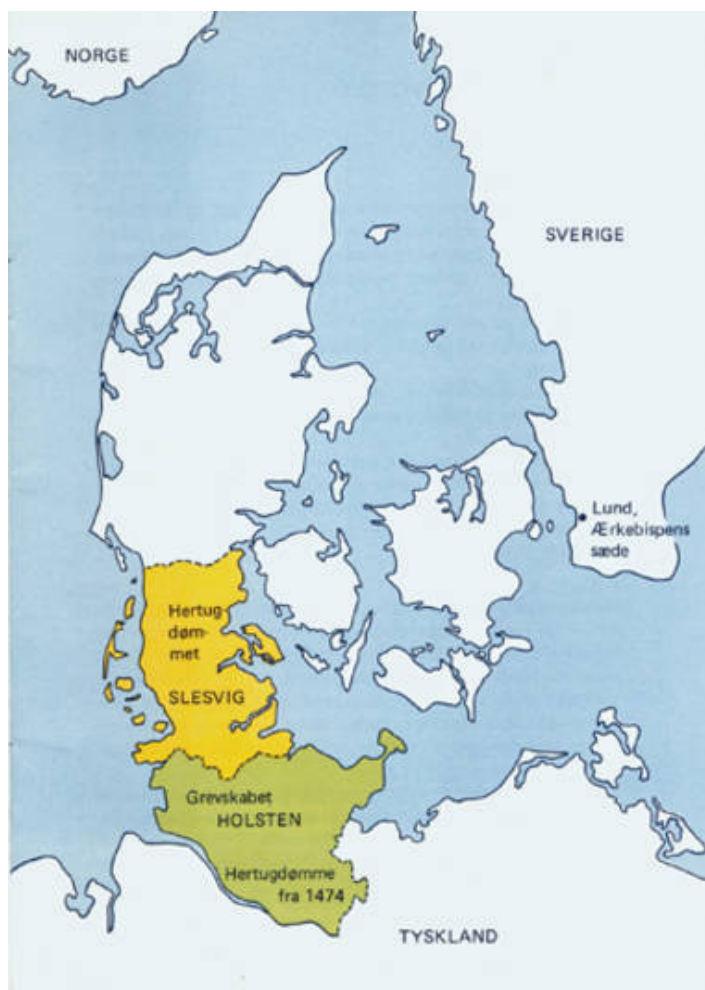 NORGE
SVERIGE
Lund,
Ærkebispens
sæde
Hertug-
døm-
met
SLESVIG
Grevskabet
HOLSTEN
Hertugdømme
fra 1474
TYSKLAND